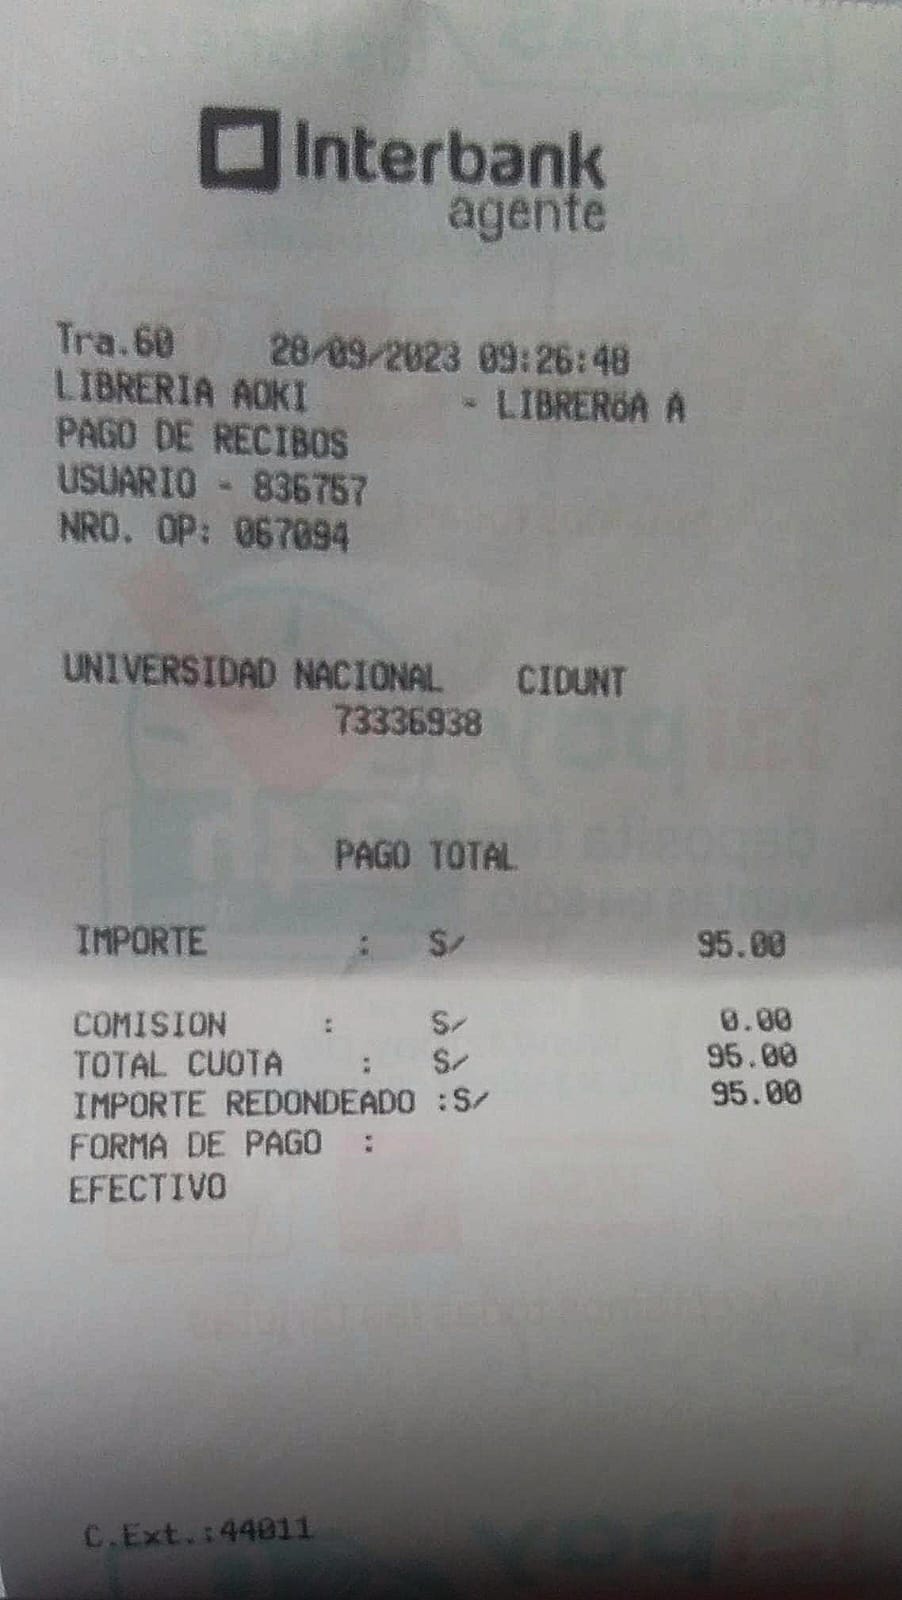 Interbank
agente
Tra.60 28/09/2023 09:26:48
LIBRERIA AOKI - LIBRERöA A
PAGO DE RECIBOS
USUARIO - 836757
NRO. OP: 067094
UNIVERSIDAD NACIONAL CIDUNT
73336938
PAGO TOTAL
IMPORTE : S/ 95.00
COMISION : S/ 0.00
TOTAL CUOTA : S/ 95.00
IMPORTE REDONDEADO :S/ 95.00
FORMA DE PAGO :
EFECTIVO
C.Ext.:44011